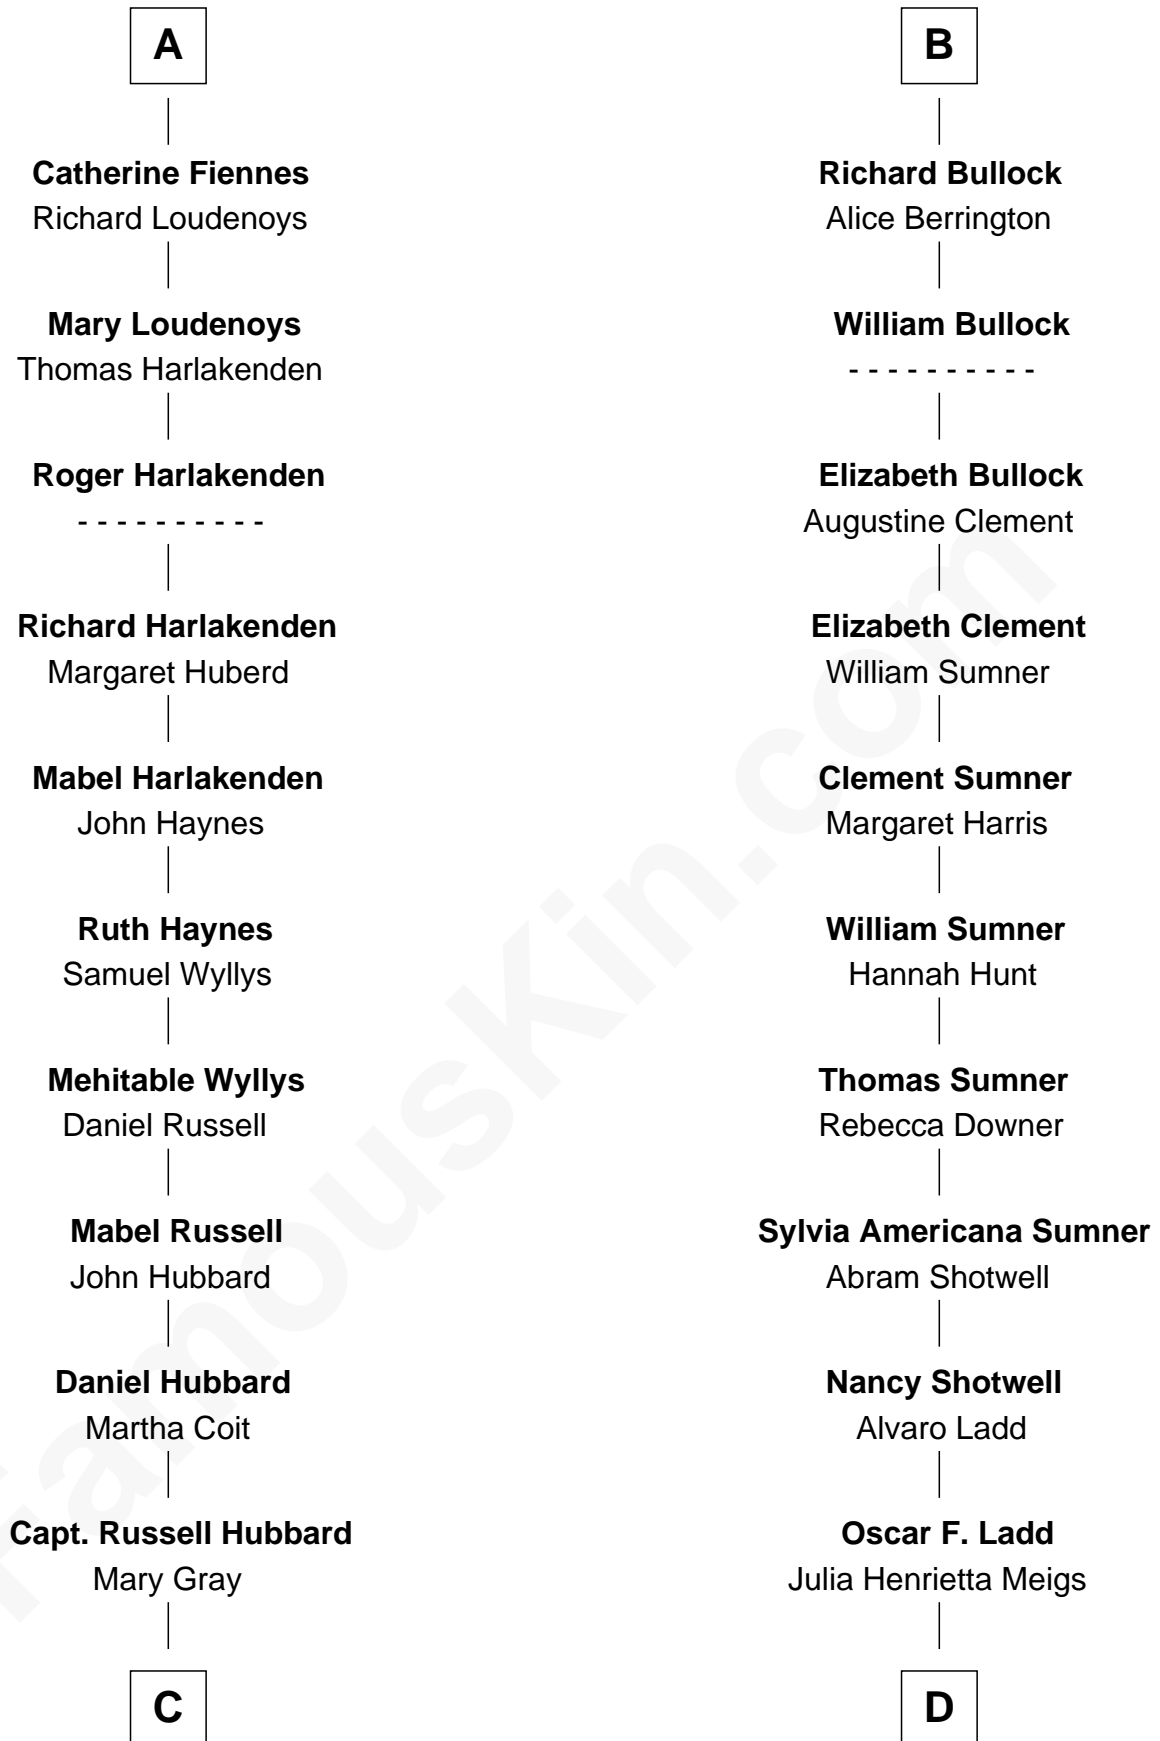 A
Catherine Fiennes
Richard Loudenoys
Mary Loudenoys
Thomas Harlakenden
Roger Harlakenden
- - - - - - - - - -
Richard Harlakenden
Margaret Huberd
Mabel Harlakenden
John Haynes
Ruth Haynes
Samuel Wyllys
Mehitable Wyllys
Daniel Russell
Mabel Russell
John Hubbard
Daniel Hubbard
Martha Coit
Capt. Russell Hubbard
Mary Gray
C
B
Richard Bullock
Alice Berrington
William Bullock
- - - - - - - - - -
Elizabeth Bullock
Augustine Clement
Elizabeth Clement
William Sumner
Clement Sumner
Margaret Harris
William Sumner
Hannah Hunt
Thomas Sumner
Rebecca Downer
Sylvia Americana Sumner
Abram Shotwell
Nancy Shotwell
Alvaro Ladd
Oscar F. Ladd
Julia Henrietta Meigs
D
FamousKin.com